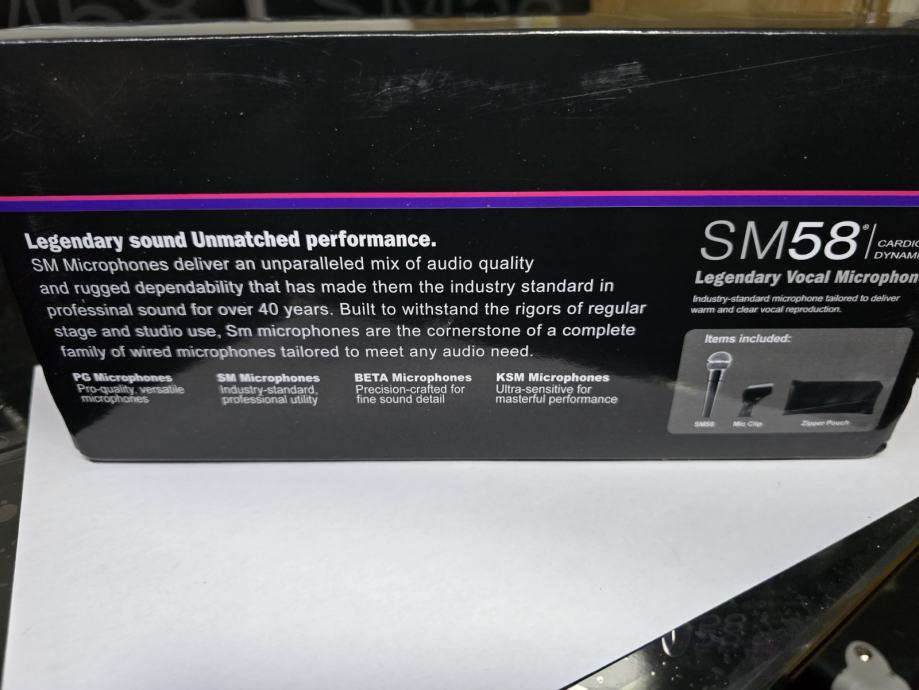 Legendary sound Unmatched performance.
SM Microphones deliver an unparalleled mix of audio quality
and rugged dependability that has made them the industry standard in
professinal sound for over 40 years. Built to withstand the rigors of regular
stage and studio use, Sm microphones are the cornerstone of a complete
family of wired microphones tailored to meet any audio need.
PG Microphones
Pro-quality, versatile
microphones
SM Microphones
Industry-standard,
professional utility
BETA Microphones
Precision-crafted for
fine sound detail
KSM Microphones
Ultra-sensitive for
masterful performance
SM58®
CARDIO
DYNAMI
Legendary Vocal Microphon
Industry-standard microphone tailored to deliver
warm and clear vocal reproduction.
Items included:
SM58
Mic Clip
Zipper Pouch